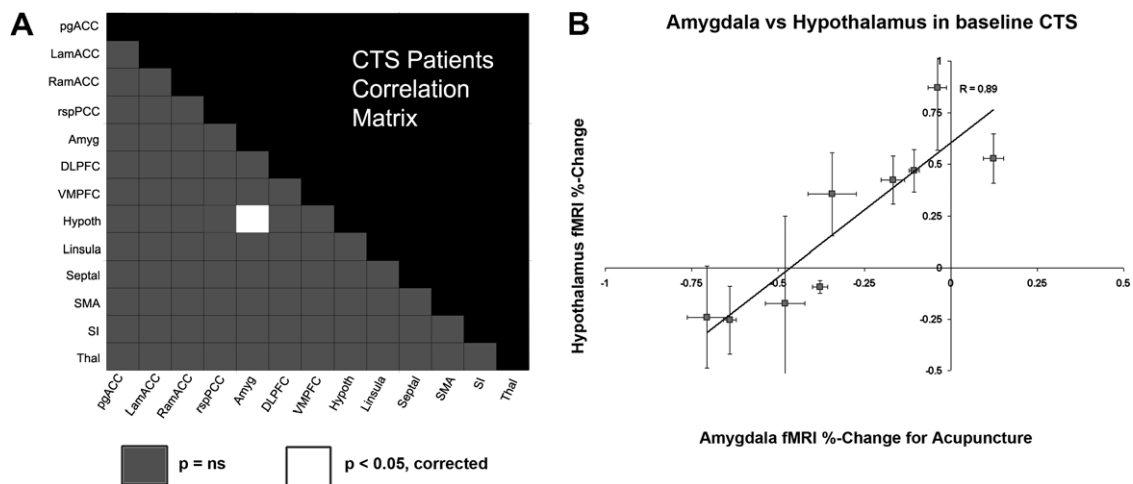 A
pgACC
LamACC
RamACC
rspPCC
Amyg
DLPFC
VMPFC
Hypoth
Linsula
Septal
SMA
SI
Thal
CTS Patients
Correlation
Matrix
pgACC
LamACC
RamACC
rspPCC
Amyg
DLPFC
VMPFC
Hypoth
Linsula
Septal
SMA
SI
Thal
p = ns
p < 0.05, corrected
B
Amygdala vs Hypothalamus in baseline CTS
Hypothalamus fMRI %-Change
1
0.75
0.5
0.25
0
-0.25
-0.5
R = 0.89
-1
-0.75
-0.5
-0.25
0
0.25
0.5
Amygdala fMRI %-Change for Acupuncture